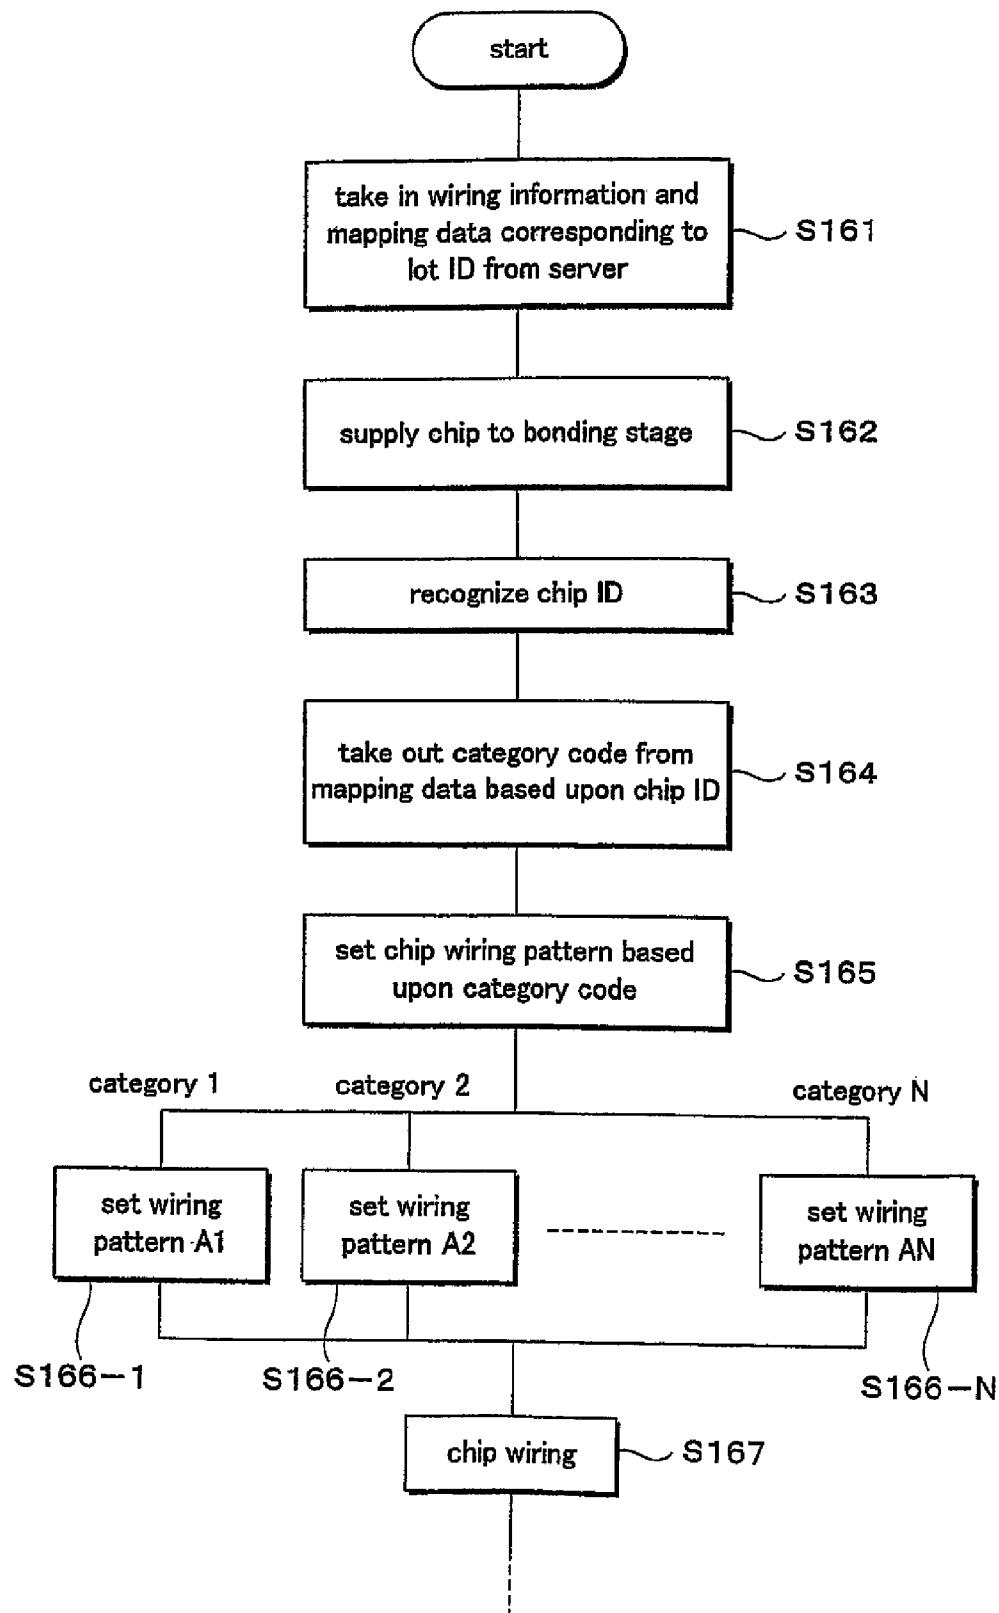 start
take in wiring information and
mapping data corresponding to
lot ID from server
S161
supply chip to bonding stage
S162
recognize chip ID
S163
take out category code from
mapping data based upon chip ID
S164
set chip wiring pattern based
upon category code
S165
category 1
category 2
category N
set wiring
pattern A1
set wiring
pattern A2
set wiring
pattern AN
S166-1
S166-2
S166-N
chip wiring
S167